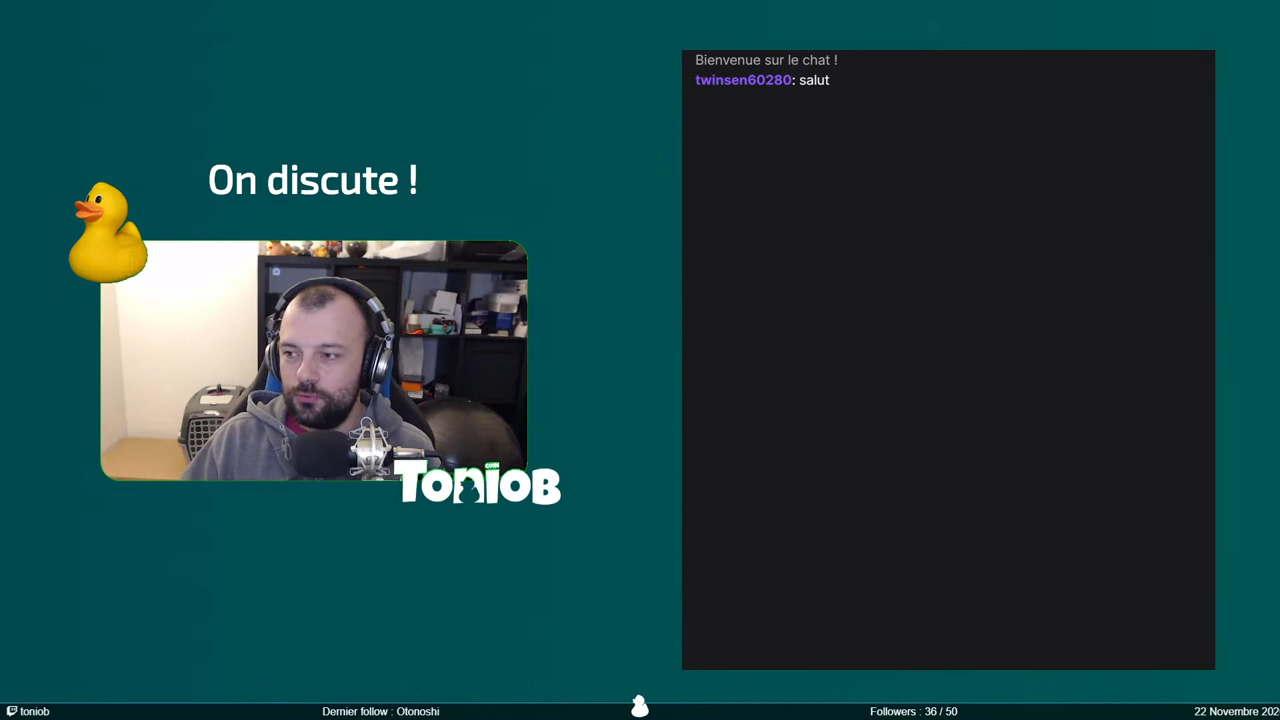 Bienvenue sur le chat !
twinsen60280: salut
On discute !
COIN
TonioB
toniob
Dernier follow : Otonoshi
Followers : 36 / 50
22 Novembre 202